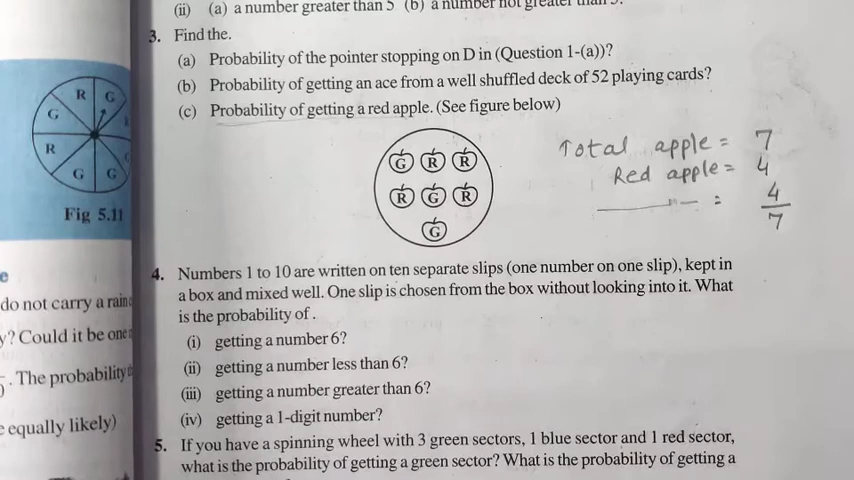 (ii) (a) a number greater than 5 (b) a number not greater than 5.
3. Find the.
(a) Probability of the pointer stopping on D in (Question 1-(a))?
(b) Probability of getting an ace from a well shuffled deck of 52 playing cards?
(c) Probability of getting a red apple. (See figure below)
R G
G
R
G G
Fig 5.11
G R R
R G R
G
Total apple = 7
Red apple = 4
= 4/7
e
do not carry a rain
y? Could it be one
. The probability
e equally likely)
4. Numbers 1 to 10 are written on ten separate slips (one number on one slip), kept in
a box and mixed well. One slip is chosen from the box without looking into it. What
is the probability of .
(i) getting a number 6?
(ii) getting a number less than 6?
(iii) getting a number greater than 6?
(iv) getting a 1-digit number?
5. If you have a spinning wheel with 3 green sectors, 1 blue sector and 1 red sector,
what is the probability of getting a green sector? What is the probability of getting a